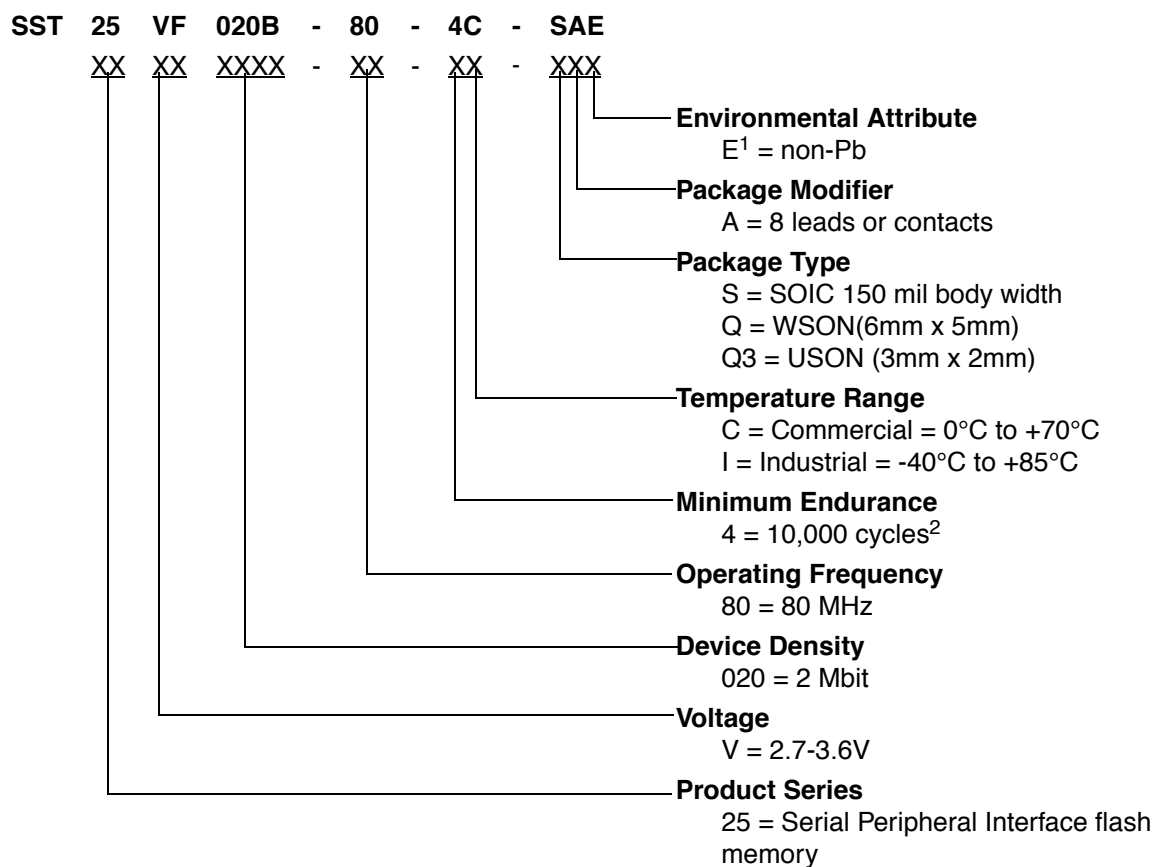 SST 25 VF 020B - 80 - 4C - SAE
XX XX XXXX - XX - XX - XXX
Environmental Attribute
E¹ = non-Pb
Package Modifier
A = 8 leads or contacts
Package Type
S = SOIC 150 mil body width
Q = WSON(6mm x 5mm)
Q3 = USON (3mm x 2mm)
Temperature Range
C = Commercial = 0°C to +70°C
I = Industrial = -40°C to +85°C
Minimum Endurance
4 = 10,000 cycles²
Operating Frequency
80 = 80 MHz
Device Density
020 = 2 Mbit
Voltage
V = 2.7-3.6V
Product Series
25 = Serial Peripheral Interface flash
memory